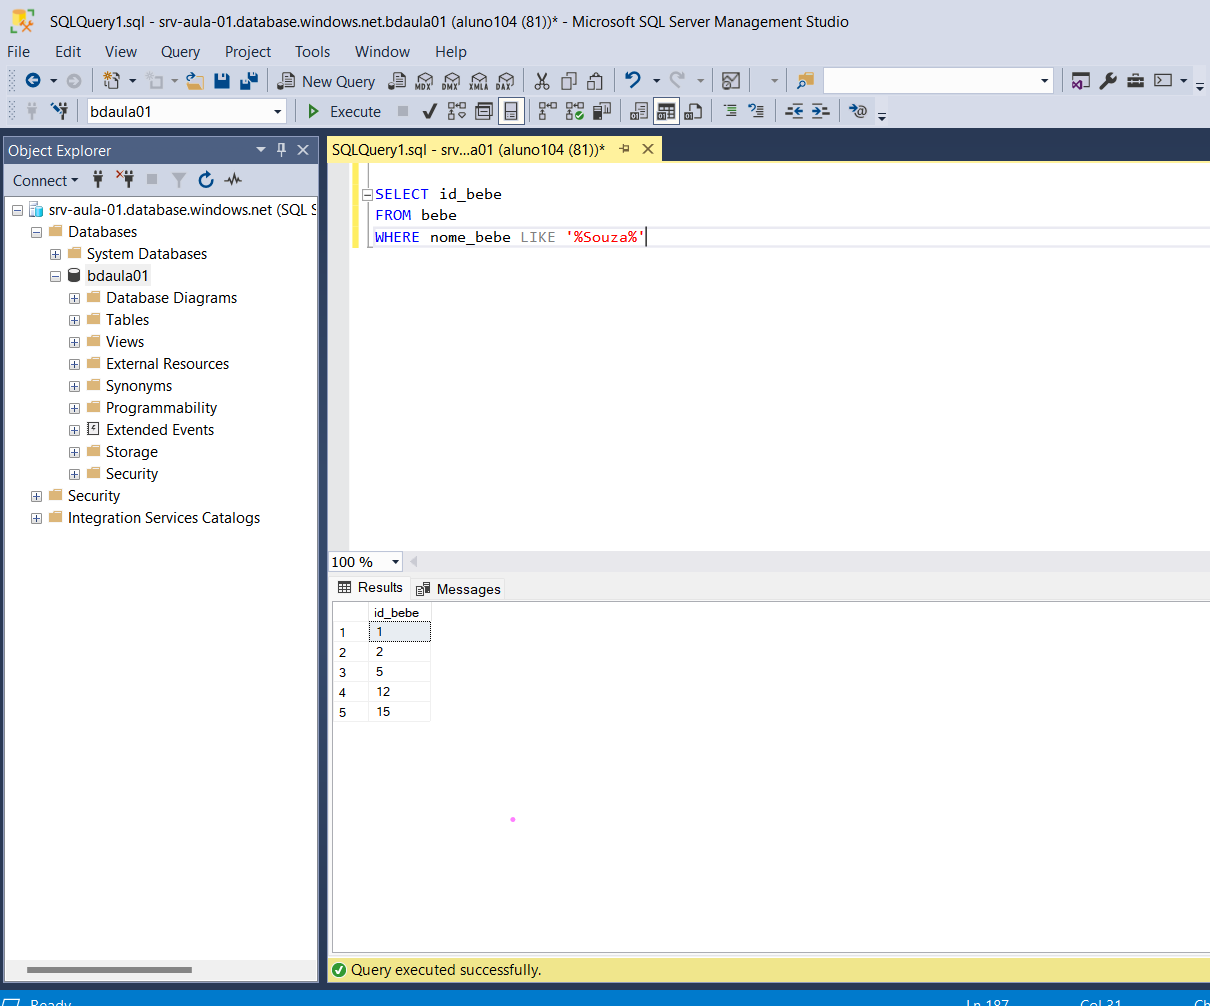 SQLQuery1.sql - srv-aula-01.database.windows.net.bdaula01 (aluno104 (81))* - Microsoft SQL Server Management Studio
File Edit View Query Project Tools Window Help
New Query MDX DMX XMLA DAX
bdaula01 Execute
Object Explorer
SQLQuery1.sql - srv...a01 (aluno104 (81))*
Connect
srv-aula-01.database.windows.net (SQL S
Databases
System Databases
bdaula01
Database Diagrams
Tables
Views
External Resources
Synonyms
Programmability
Extended Events
Storage
Security
Security
Integration Services Catalogs
SELECT id_bebe
FROM bebe
WHERE nome_bebe LIKE '%Souza%'
100 %
Results Messages
id_bebe
1 1
2 2
3 5
4 12
5 15
Query executed successfully.
Ready Ln 187 Col 31 Ch